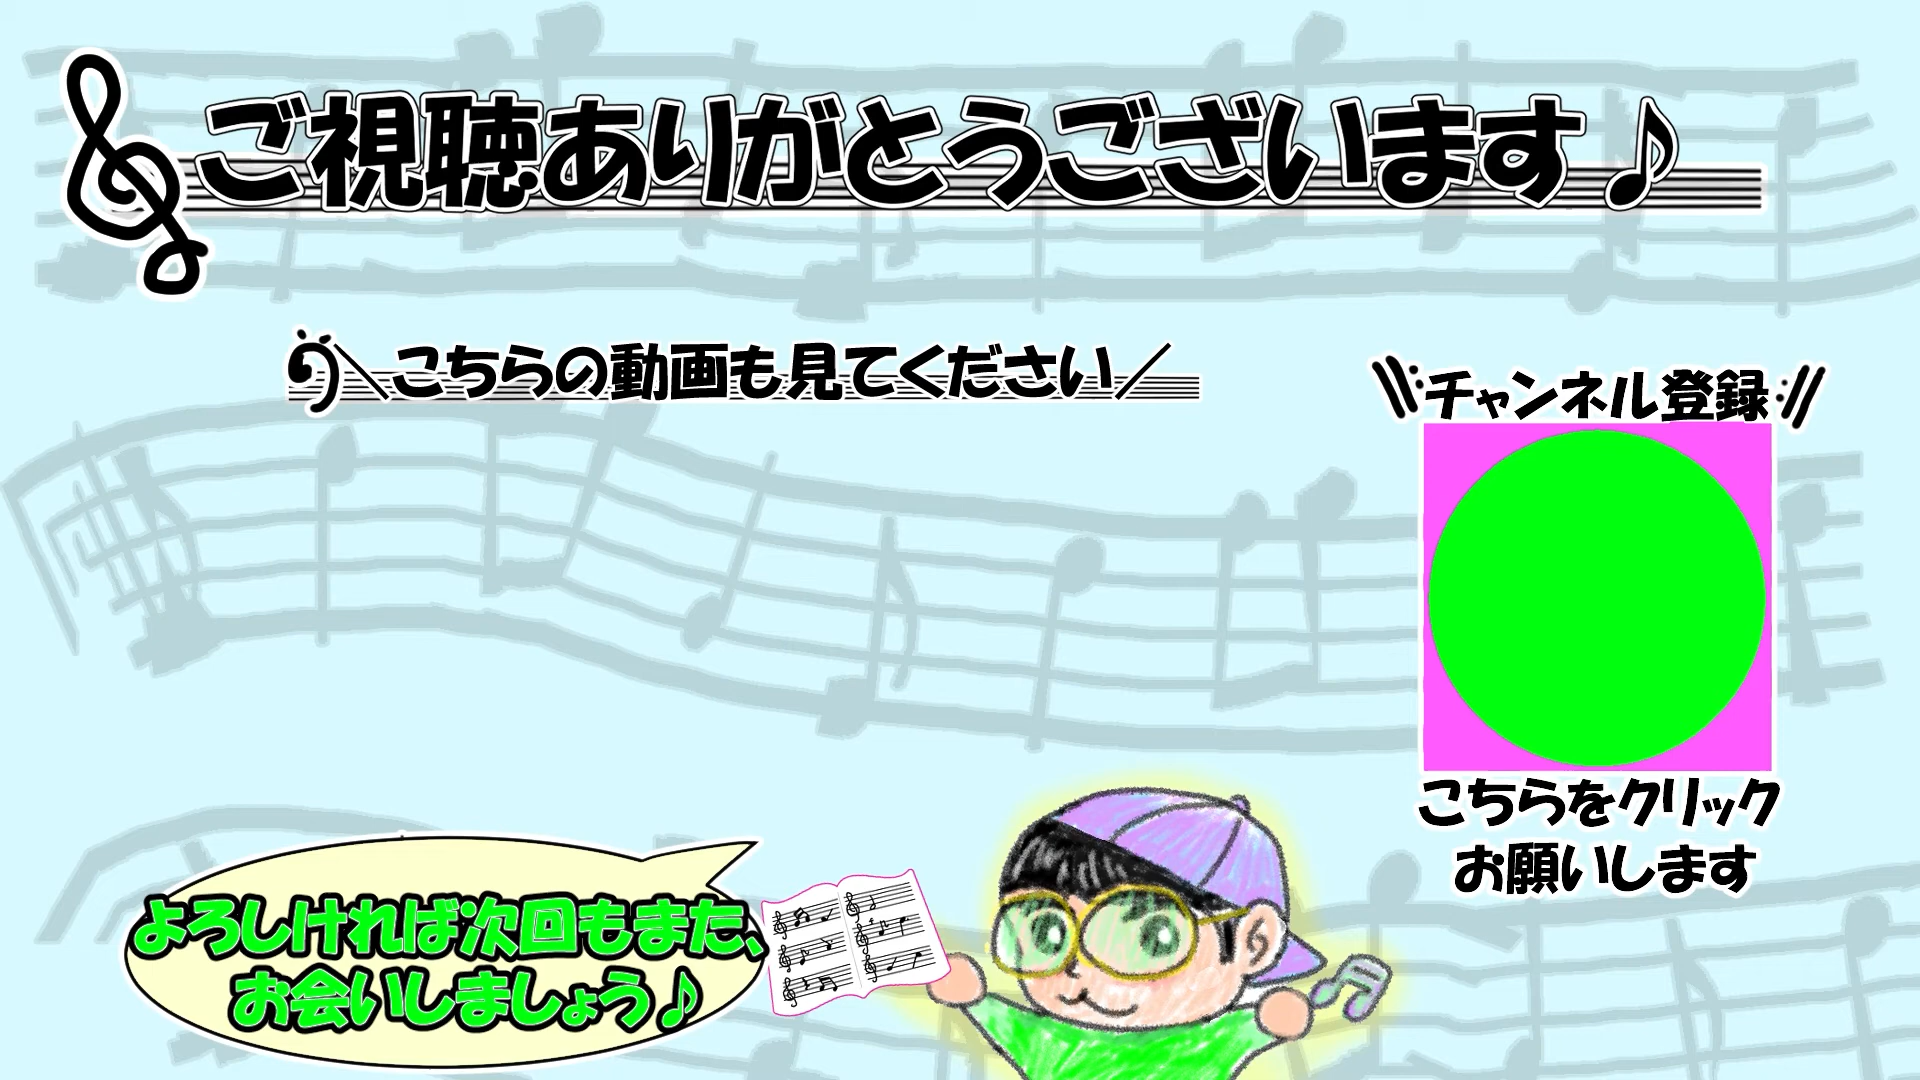 ご視聴ありがとうございます♪
＼こちらの動画も見てください／
チャンネル登録
こちらをクリック
お願いします
よろしければ次回もまた、
お会いしましょう♪